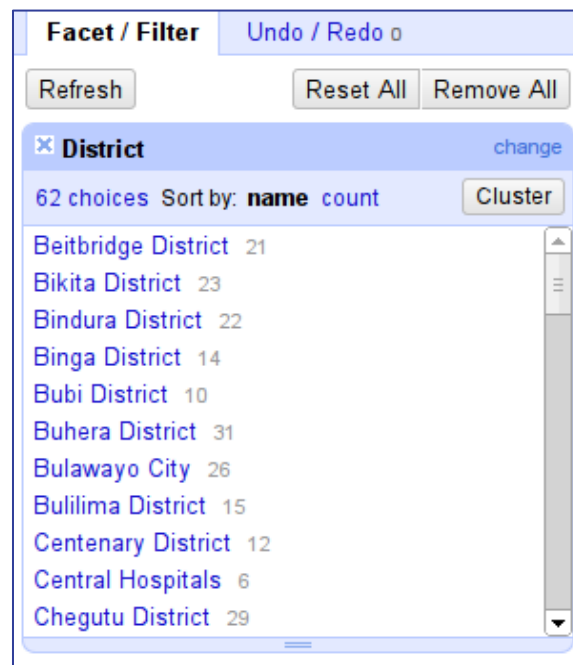 Facet / Filter Undo / Redo 0
Refresh Reset All Remove All
District change
62 choices Sort by: name count Cluster
Beitbridge District 21
Bikita District 23
Bindura District 22
Binga District 14
Bubi District 10
Buhera District 31
Bulawayo City 26
Bulilima District 15
Centenary District 12
Central Hospitals 6
Chegutu District 29